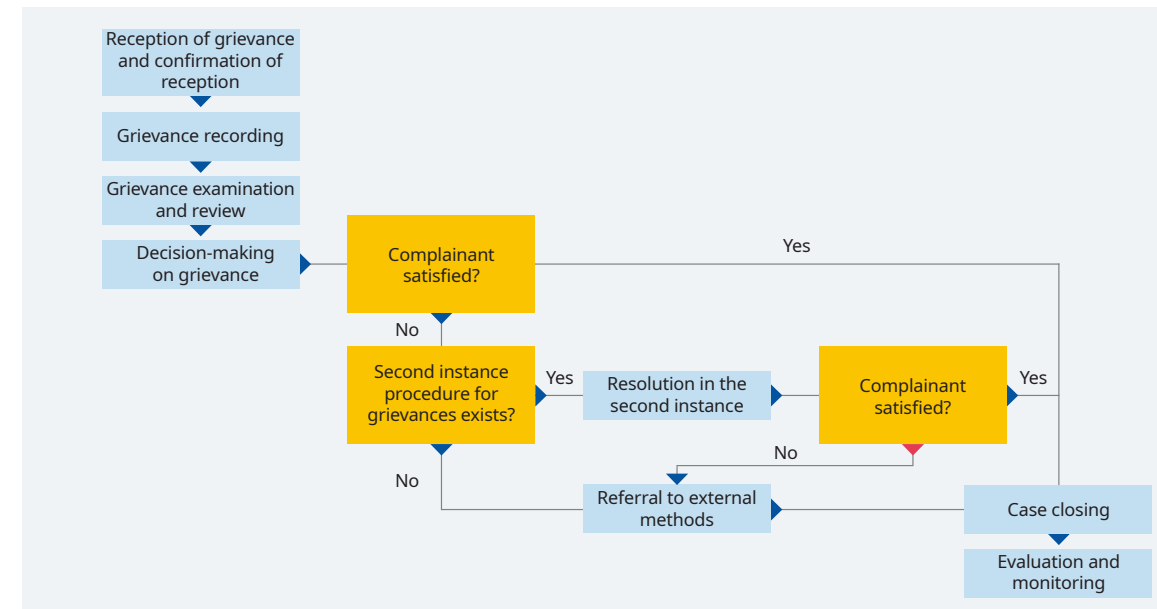 Reception of grievance
and confirmation of
reception
Grievance recording
Grievance examination
and review
Decision-making
on grievance
Complainant
satisfied?
Yes
No
Second instance
procedure for
grievances exists?
Yes
Resolution in the
second instance
Complainant
satisfied?
Yes
No
No
Referral to external
methods
Case closing
Evaluation and
monitoring